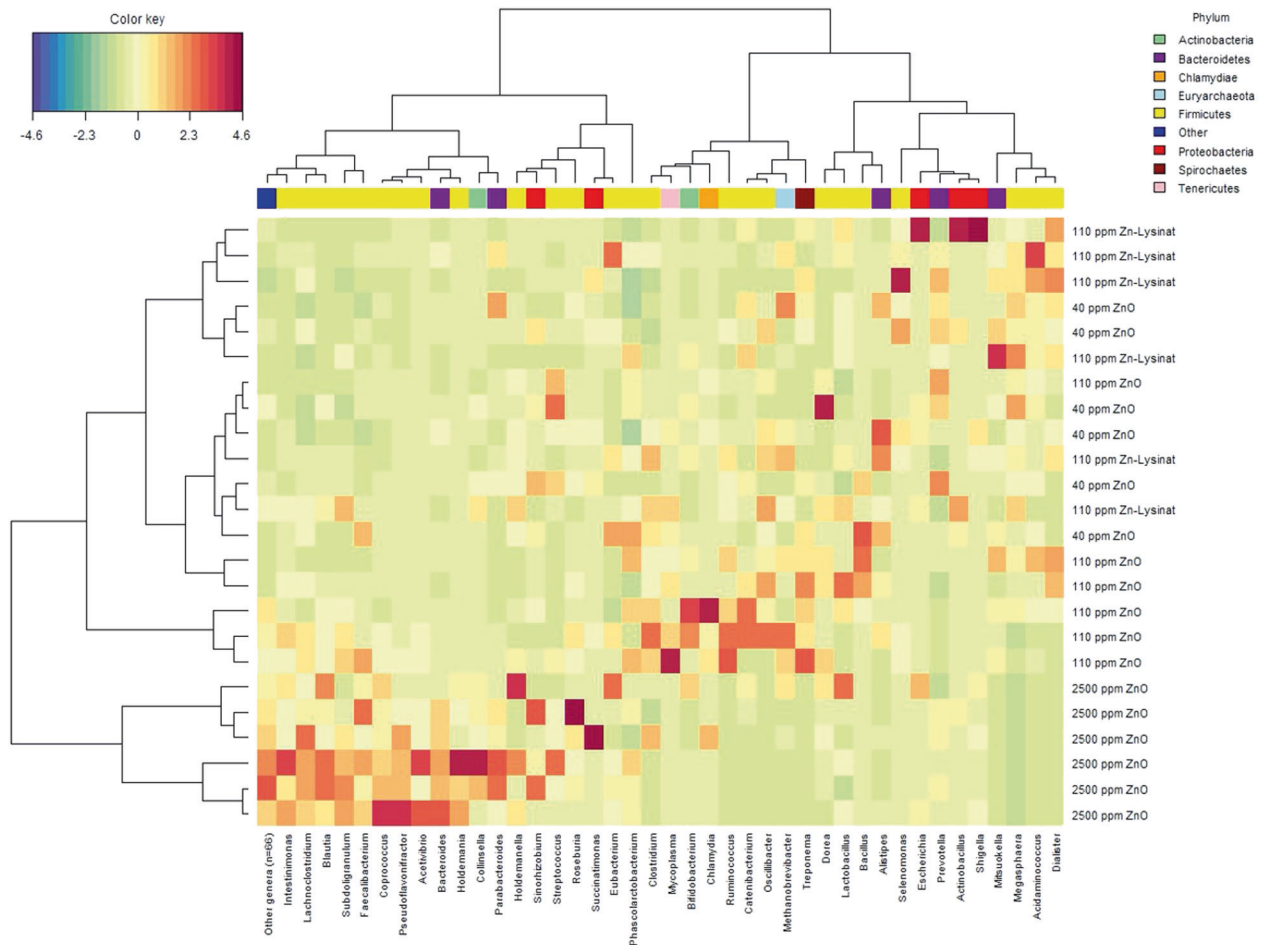 Color key
-4.6 -2.3 0 2.3 4.6
Phylum
Actinobacteria
Bacteroidetes
Chlamydiae
Euryarchaeota
Firmicutes
Other
Proteobacteria
Spirochaetes
Tenericutes
110 ppm Zn-Lysinat
110 ppm Zn-Lysinat
110 ppm Zn-Lysinat
40 ppm ZnO
40 ppm ZnO
110 ppm Zn-Lysinat
110 ppm ZnO
40 ppm ZnO
40 ppm ZnO
110 ppm Zn-Lysinat
40 ppm ZnO
110 ppm Zn-Lysinat
40 ppm ZnO
110 ppm ZnO
110 ppm ZnO
110 ppm ZnO
110 ppm ZnO
110 ppm ZnO
2500 ppm ZnO
2500 ppm ZnO
2500 ppm ZnO
2500 ppm ZnO
2500 ppm ZnO
2500 ppm ZnO
Other genera (n=66)
Intestinimonas
Lachnoclostridium
Blautia
Subdoligranulum
Faecalibacterium
Coprococcus
Pseudoflavonifractor
Acetivibrio
Bacteroides
Holdemania
Collinsella
Parabacteroides
Holdemanella
Sinorhizobium
Streptococcus
Roseburia
Succinatimonas
Eubacterium
Phascolarctobacterium
Clostridium
Mycoplasma
Bifidobacterium
Chlamydia
Ruminococcus
Catenibacterium
Oscillibacter
Methanobrevibacter
Treponema
Dorea
Lactobacillus
Bacillus
Alistipes
Selenomonas
Escherichia
Prevotella
Actinobacillus
Shigella
Mitsuokella
Megasphaera
Acidaminococcus
Dialister